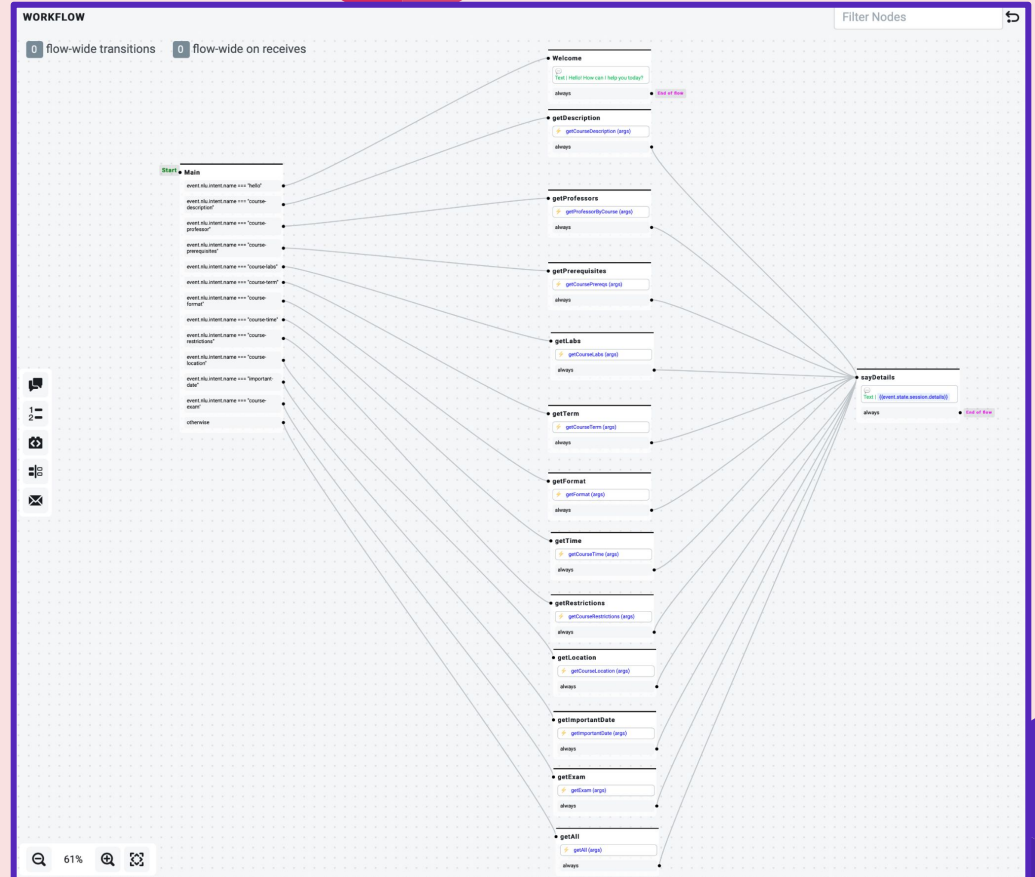 WORKFLOW
Filter Nodes
0 flow-wide transitions 0 flow-wide on receives
Start
Main
event.nlu.intent.name === "hello"
event.nlu.intent.name === "course-
description"
event.nlu.intent.name === "course-
professor"
event.nlu.intent.name === "course-
prerequisites"
event.nlu.intent.name === "course-labs"
event.nlu.intent.name === "course-term"
event.nlu.intent.name === "course-
format"
event.nlu.intent.name === "course-time"
event.nlu.intent.name === "course-
restrictions"
event.nlu.intent.name === "course-
location"
event.nlu.intent.name === "important-
date"
event.nlu.intent.name === "course-
exam'
otherwise
Welcome
Text | Hello! How can I help you today?
always
End of flow
getDescription
getCourseDescription (args)
always
getProfessors
getProfessorByCourse (args)
always
getPrerequisites
getCoursePrereqs (args)
always
getLabs
getCourseLabs (args)
always
getTerm
getCourseTerm (args)
always
getFormat
getFormat (args)
always
getTime
getCourseTime (args)
always
getRestrictions
getCourseRestrictions (args)
always
getLocation
getCourseLocation (args)
always
getImportantDate
getImportantDate (args)
always
getExam
getExam (args)
always
getAll
getAll (args)
always
sayDetails
Text | {{event.state.session.details}}
always
End of flow
1
2
61%